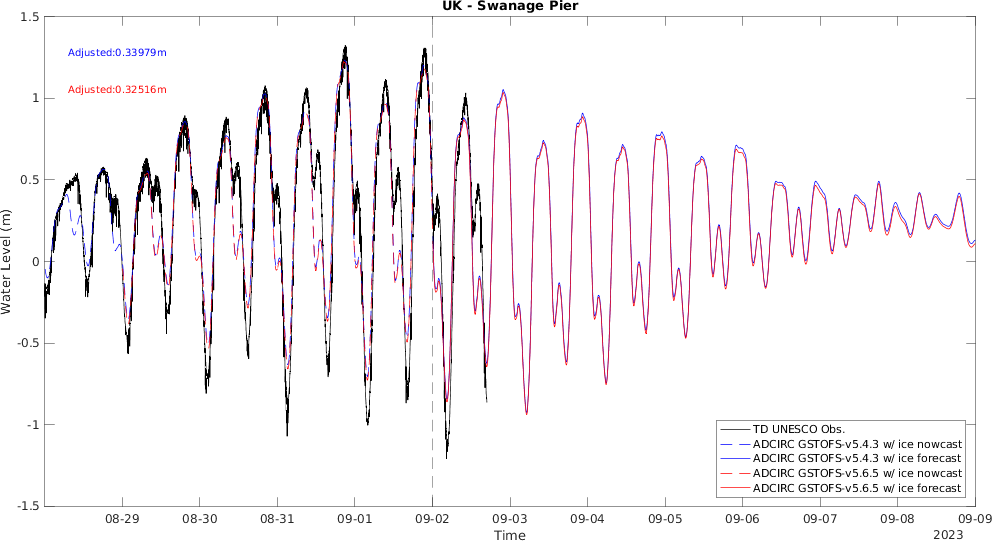 UK - Swanage Pier
Adjusted:0.33979m
Adjusted:0.32516m
Water Level (m)
1.5
1
0.5
0
-0.5
-1
-1.5
TD UNESCO Obs.
ADCIRC GSTOFS-v5.4.3 w/ ice nowcast
ADCIRC GSTOFS-v5.4.3 w/ ice forecast
ADCIRC GSTOFS-v5.6.5 w/ ice nowcast
ADCIRC GSTOFS-v5.6.5 w/ ice forecast
08-29 08-30 08-31 09-01 09-02 09-03 09-04 09-05 09-06 09-07 09-08 09-09
Time
2023